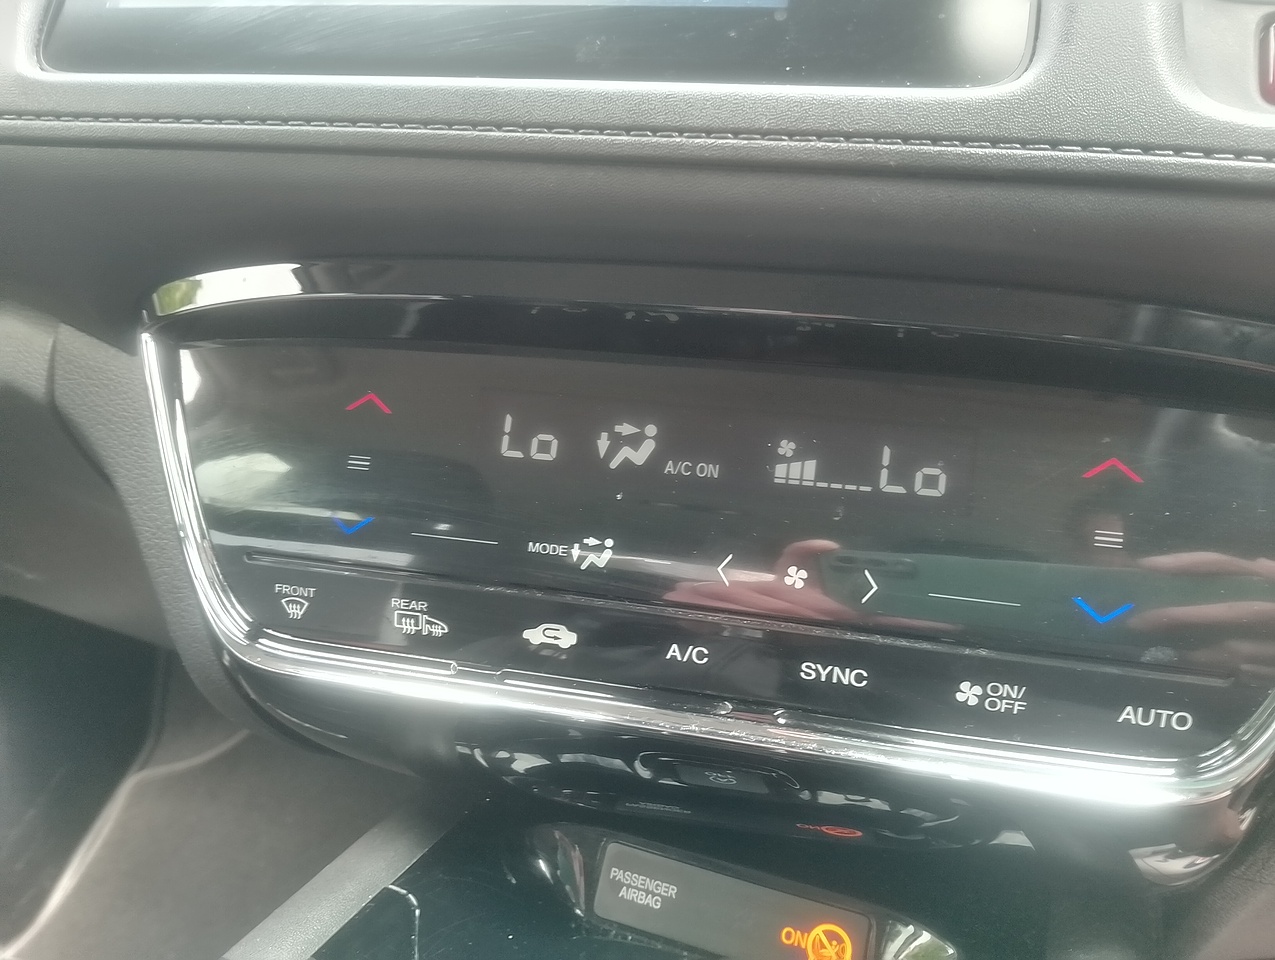 Lo
A/C ON
Lo
MODE
FRONT
REAR
A/C
SYNC
ON/
OFF
AUTO
PASSENGER
AIRBAG
ON